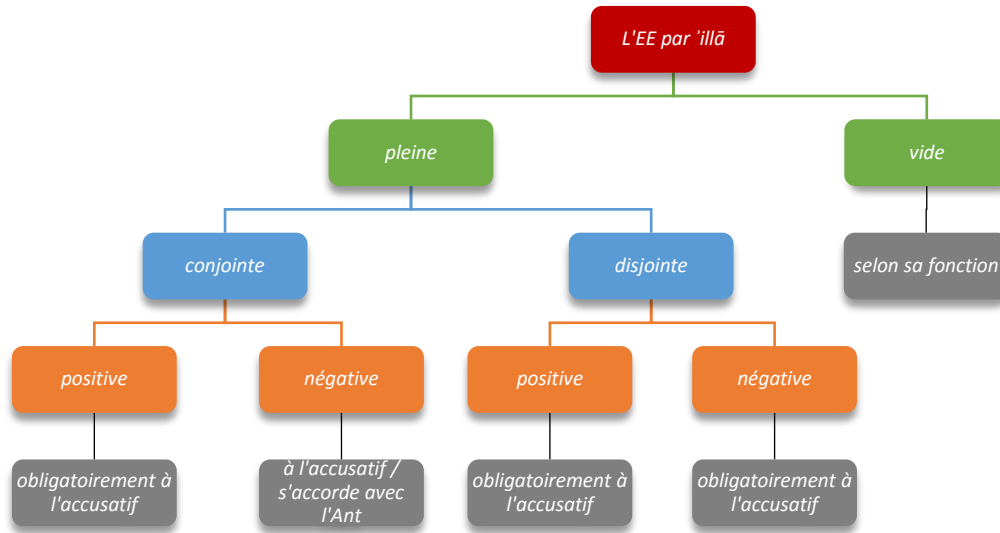 L'EE par ʾillā
pleine
vide
conjointe
disjointe
selon sa fonction
positive
négative
positive
négative
obligatoirement à
l'accusatif
à l'accusatif /
s'accorde avec
l'Ant
obligatoirement à
l'accusatif
obligatoirement à
l'accusatif